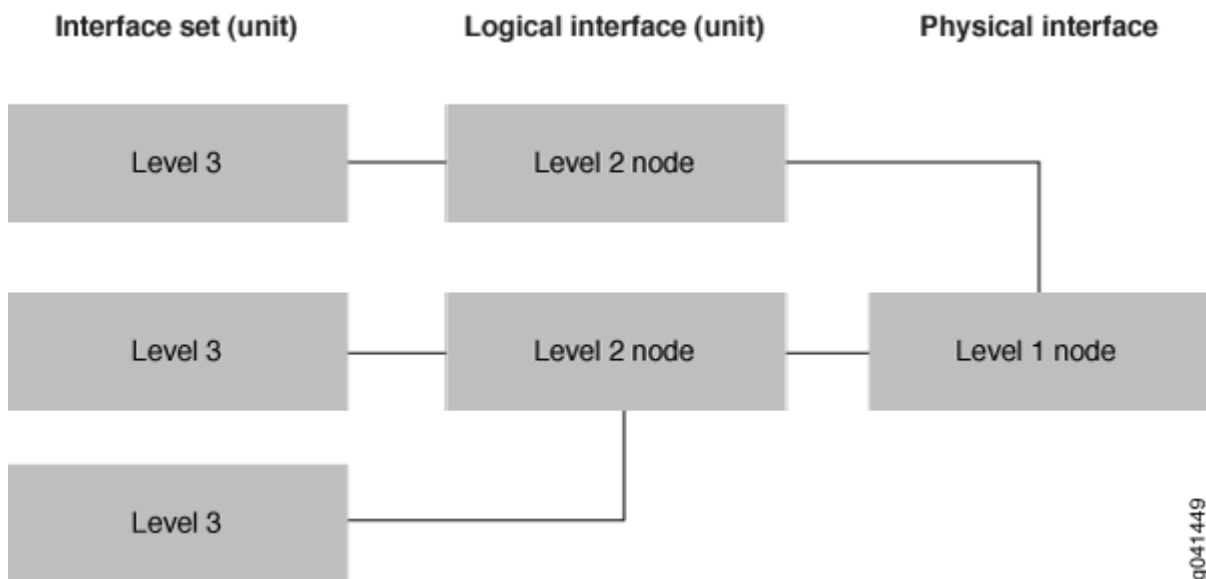 Interface set (unit)
Logical interface (unit)
Physical interface
Level 3
Level 2 node
Level 3
Level 2 node
Level 1 node
Level 3
g041449